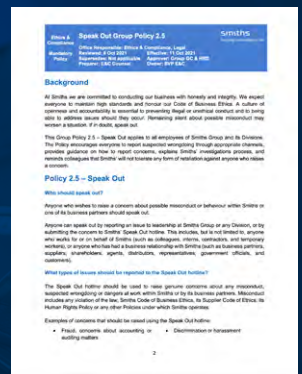 Ethics &
Compliance
Mandatory
Policy
Speak Out Group Policy 2.5
Office Responsible: Ethics & Compliance, Legal
Reviewed: 8 Oct 2021 Effective: 11 Oct 2021
Supersession: Not applicable Approval: Group GC & HRD
Preparer: E&C Counsel Owner: SVP E&C
smiths
Background
At Smiths we are committed to conducting our business with honesty and integrity. We expect
everyone to maintain high standards and honour our Code of Business Ethics. A culture of
openness and accountability is essential to preventing illegal or unethical conduct and to being
able to address issues should they occur. Remaining silent about possible misconduct may
worsen a situation. If in doubt, speak out.
This Group Policy 2.5 – Speak Out applies to all employees of Smiths Group and its Divisions.
The Policy encourages everyone to report suspected wrongdoing through appropriate channels,
provides guidance on how to report concerns, explains Smiths' investigations process, and
reminds colleagues that Smiths' will not tolerate any form of retaliation against anyone who raises
a concern.
Policy 2.5 – Speak Out
Who should speak out?
Anyone who wishes to raise a concern about possible misconduct or behaviour within Smiths or
one of its business partners should speak out.
Anyone can speak out by reporting an issue to leadership at Smiths Group or any Division, or by
submitting the concern to Smiths' Speak Out hotline. This includes, but is not limited to, anyone
who works for or on behalf of Smiths (such as colleagues, interns, contractors, and temporary
workers), or anyone who has had a business relationship with Smiths (such as business partners,
suppliers, shareholders, agents, distributors, representatives, government officials, and
customers).
What types of issues should be reported to the Speak Out hotline?
The Speak Out hotline should be used to raise genuine concerns about any misconduct,
suspected wrongdoing or dangers at work within Smiths or by its business partners. Misconduct
includes any violation of the law, Smiths Code of Business Ethics, its Supplier Code of Ethics, its
Human Rights Policy or any other Policies under which Smiths operates.
Examples of concerns that should be raised using the Speak Out hotline:
• Fraud, concerns about accounting or
auditing matters
• Discrimination or harassment
2